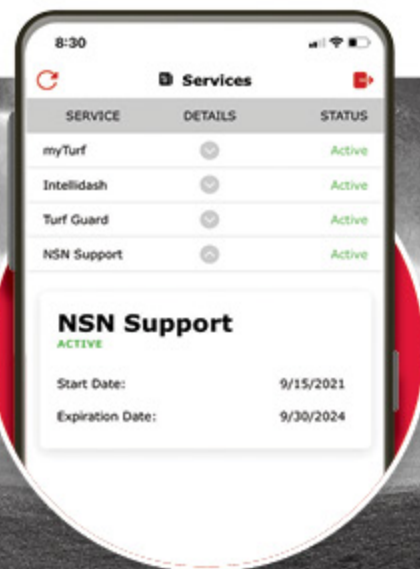 8:30
Services
SERVICE DETAILS STATUS
myTurf Active
Intellidash Active
Turf Guard Active
NSN Support Active
NSN Support
ACTIVE
Start Date: 9/15/2021
Expiration Date: 9/30/2024